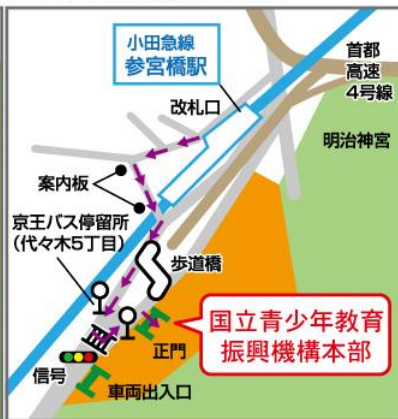 小田急線
参宮橋駅
首都
高速
4号線
改札口
明治神宮
案内板
京王バス停留所
(代々木5丁目)
歩道橋
国立青少年教育
振興機構本部
正門
信号
車両出入口